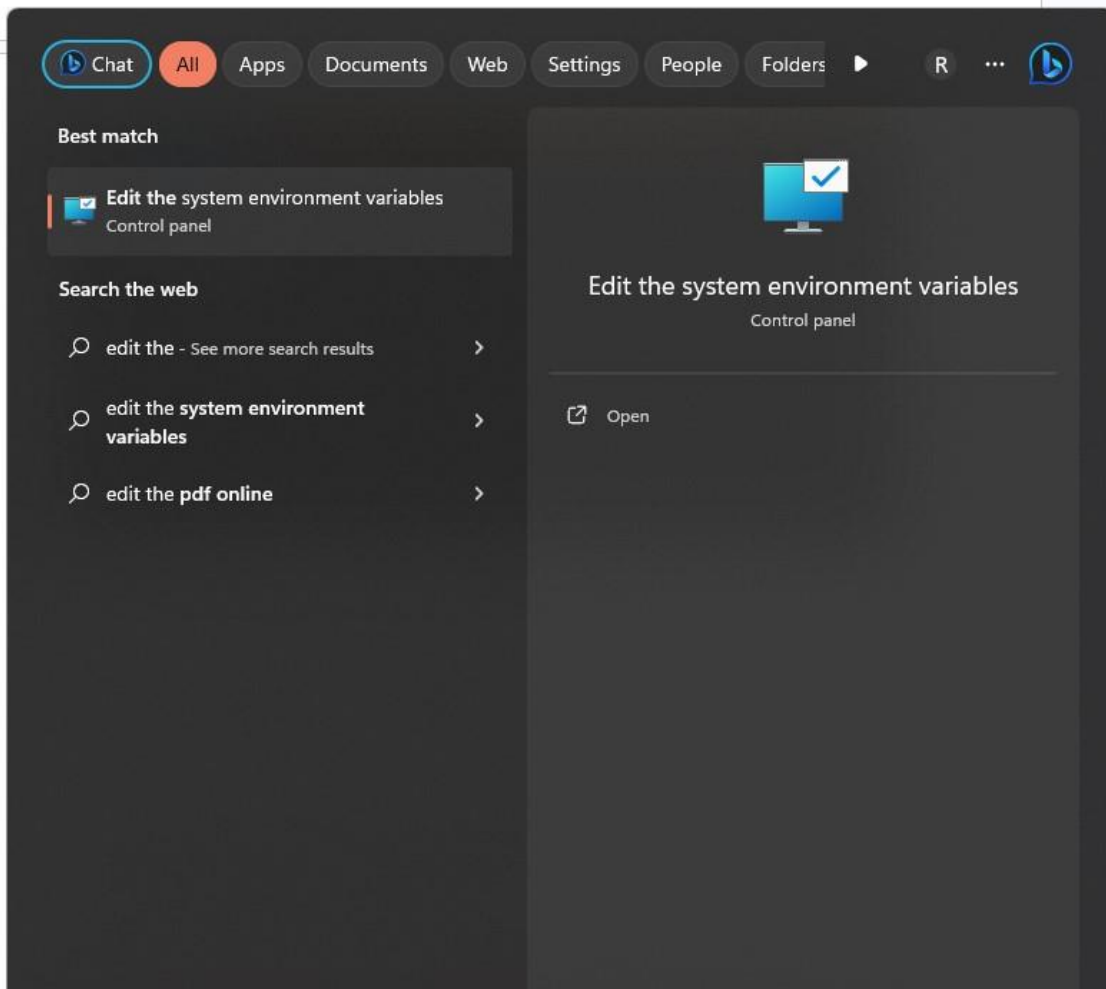 Chat All Apps Documents Web Settings People Folders R ...
Best match
Edit the system environment variables
Control panel
Search the web
edit the - See more search results
edit the system environment
variables
edit the pdf online
Edit the system environment variables
Control panel
Open